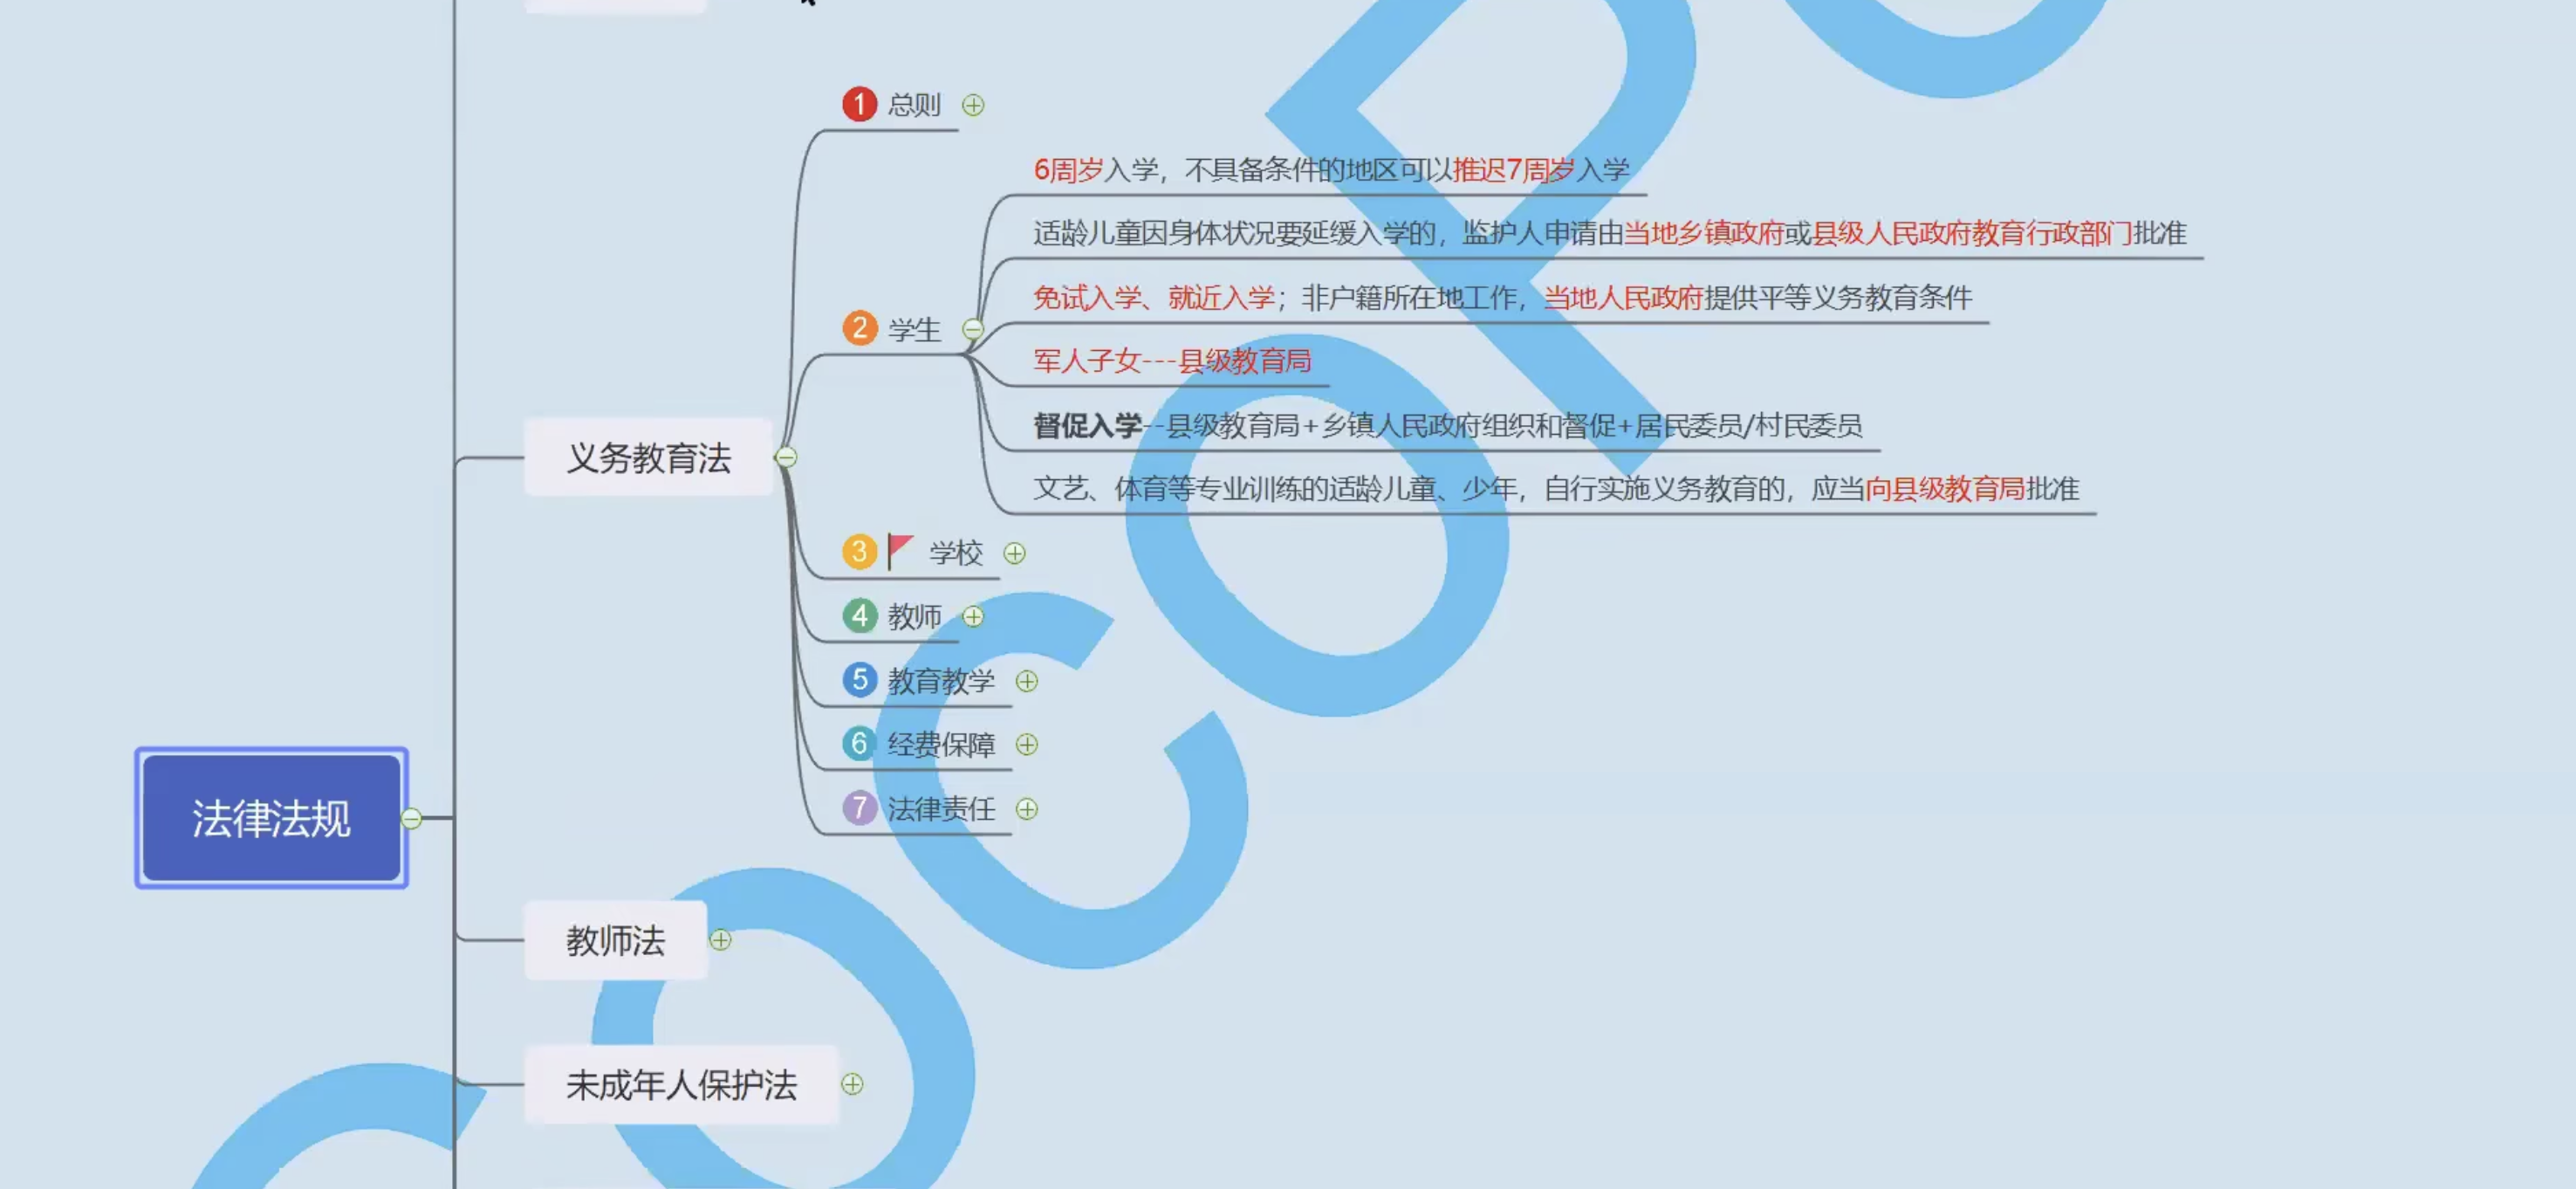 1 总则
6周岁入学，不具备条件的地区可以推迟7周岁入学
适龄儿童因身体状况要延缓入学的，监护人申请由当地乡镇政府或县级人民政府教育行政部门批准
免试入学、就近入学；非户籍所在地工作，当地人民政府提供平等义务教育条件
2 学生
军人子女---县级教育局
督促入学--县级教育局+乡镇人民政府组织和督促+居民委员/村民委员
义务教育法
文艺、体育等专业训练的适龄儿童、少年，自行实施义务教育的，应当向县级教育局批准
3 学校
4 教师
5 教育教学
6 经费保障
7 法律责任
法律法规
教师法
未成年人保护法